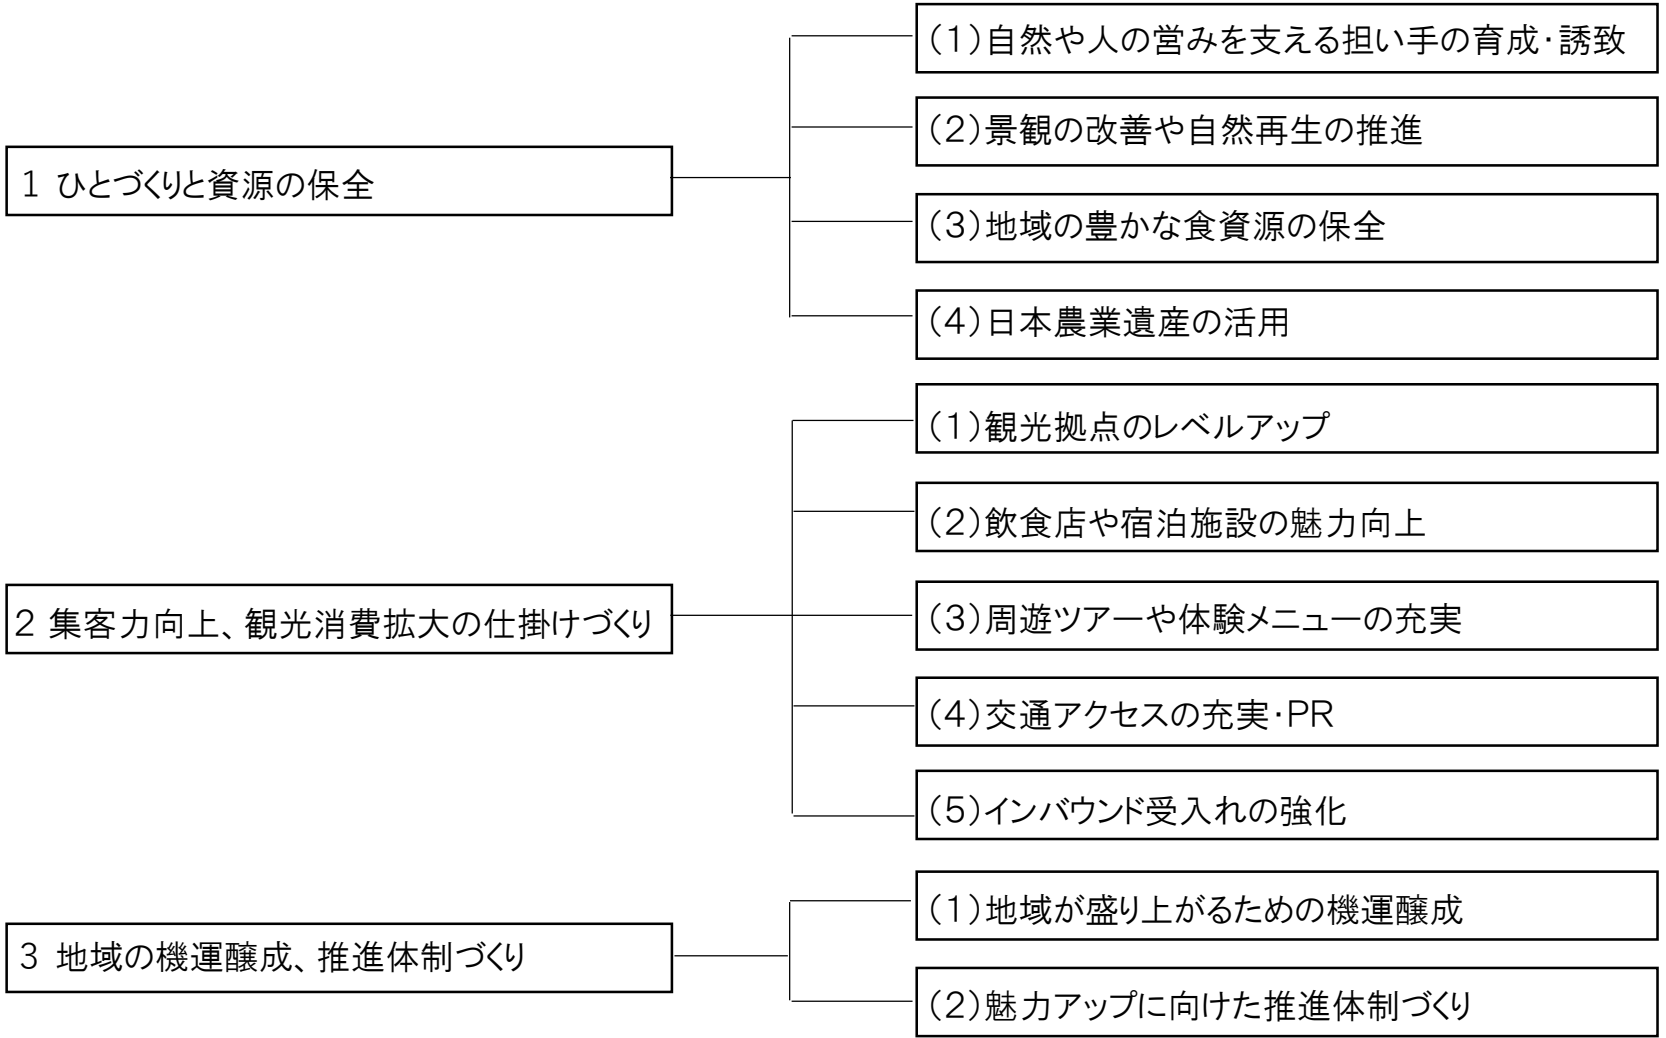 1 ひとづくりと資源の保全
(1)自然や人の営みを支える担い手の育成・誘致
(2)景観の改善や自然再生の推進
(3)地域の豊かな食資源の保全
(4)日本農業遺産の活用
2 集客力向上、観光消費拡大の仕掛けづくり
(1)観光拠点のレベルアップ
(2)飲食店や宿泊施設の魅力向上
(3)周遊ツアーや体験メニューの充実
(4)交通アクセスの充実・PR
(5)インバウンド受入れの強化
3 地域の機運醸成、推進体制づくり
(1)地域が盛り上がるための機運醸成
(2)魅力アップに向けた推進体制づくり